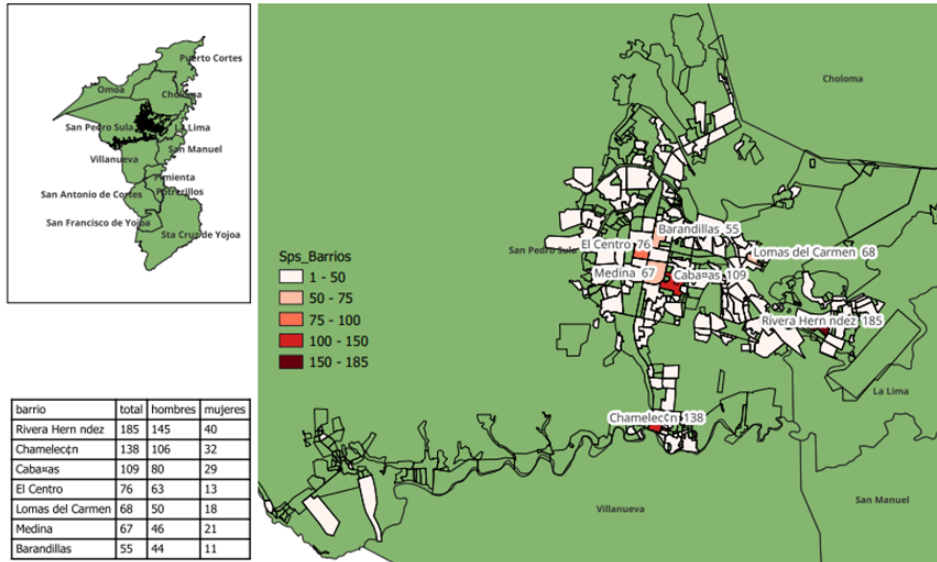 Puerto Cortes
Omoa
Choloma
San Pedro Sula
La Lima
San Manuel
Villanueva
Pimienta
San Antonio de Cortes
Potrerillos
San Francisco de Yojoa
Sta Cruz de Yojoa
Choloma
San Pedro Sula
Barandillas 55
El Centro 76
Lomas del Carmen 68
Medina 67
Caba¤as 109
Rivera Hern ndez 185
La Lima
Chamelec¢n 138
San Manuel
Villanueva
Sps_Barrios
1 - 50
50 - 75
75 - 100
100 - 150
150 - 185
barrio total hombres mujeres
Rivera Hern ndez 185 145 40
Chamelec¢n 138 106 32
Caba¤as 109 80 29
El Centro 76 63 13
Lomas del Carmen 68 50 18
Medina 67 46 21
Barandillas 55 44 11